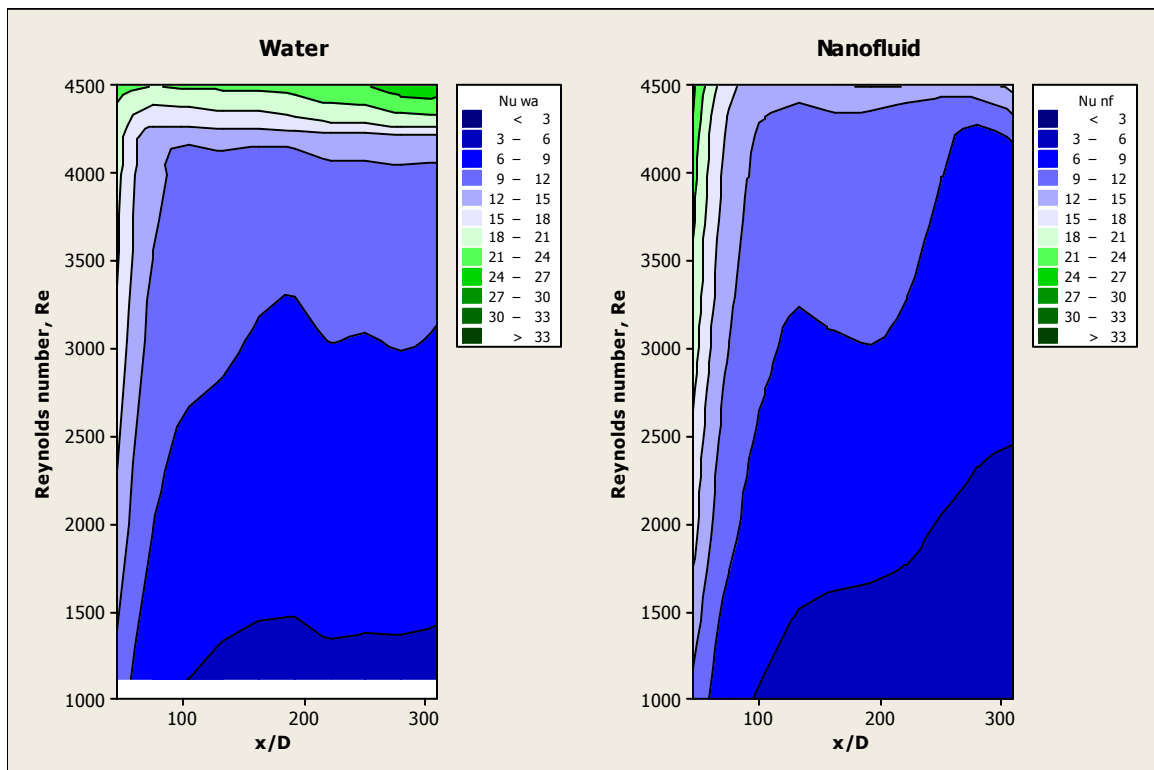 Water
Nanofluid
Reynolds number, Re
4500
4000
3500
3000
2500
2000
1500
1000
100
200
300
x/D
Nu wa
< 3
3 – 6
6 – 9
9 – 12
12 – 15
15 – 18
18 – 21
21 – 24
24 – 27
27 – 30
30 – 33
> 33
Reynolds number, Re
4500
4000
3500
3000
2500
2000
1500
1000
100
200
300
x/D
Nu nf
< 3
3 – 6
6 – 9
9 – 12
12 – 15
15 – 18
18 – 21
21 – 24
24 – 27
27 – 30
30 – 33
> 33